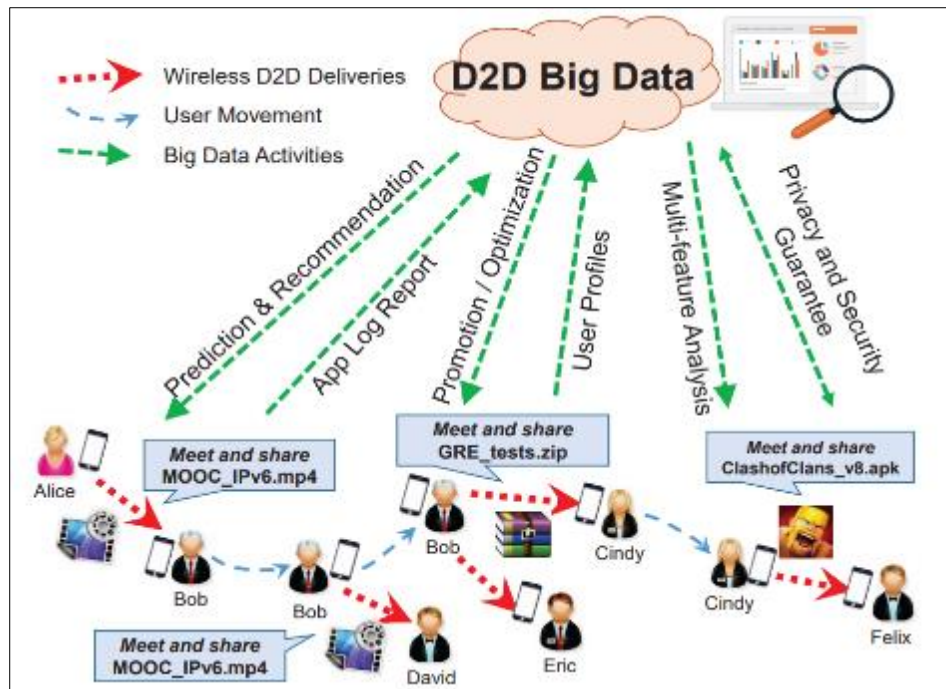 Wireless D2D Deliveries
User Movement
Big Data Activities
D2D Big Data
Prediction & Recommendation
App Log Report
Promotion / Optimization
User Profiles
Multi-feature Analysis
Privacy and Security
Guarantee
Meet and share
MOOC_IPv6.mp4
Meet and share
GRE_tests.zip
Meet and share
ClashofClans_v8.apk
Alice
Bob
Bob
Bob
Cindy
Cindy
Felix
Meet and share
MOOC_IPv6.mp4
David
Eric